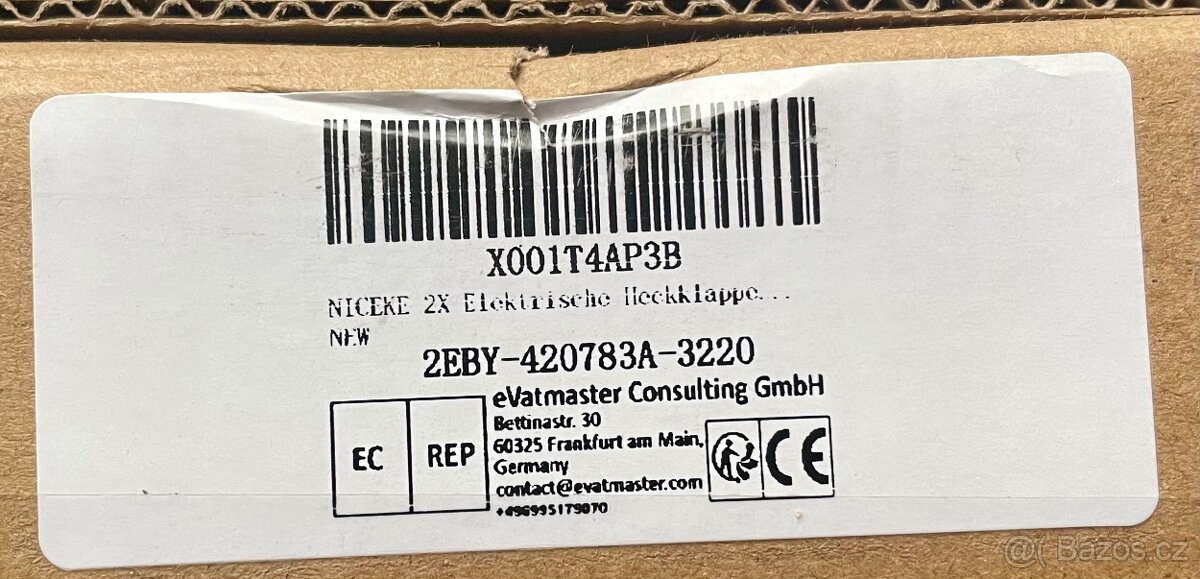 X001T4AP3B
NICEKE 2X Elektrische Heckklappe...
NEW
2EBY-420783A-3220
EC REP
eVatmaster Consulting GmbH
Bettinastr. 30
60325 Frankfurt am Main,
Germany
contact@evatmaster.com
+496995179070
CE
@( Bazos.cz